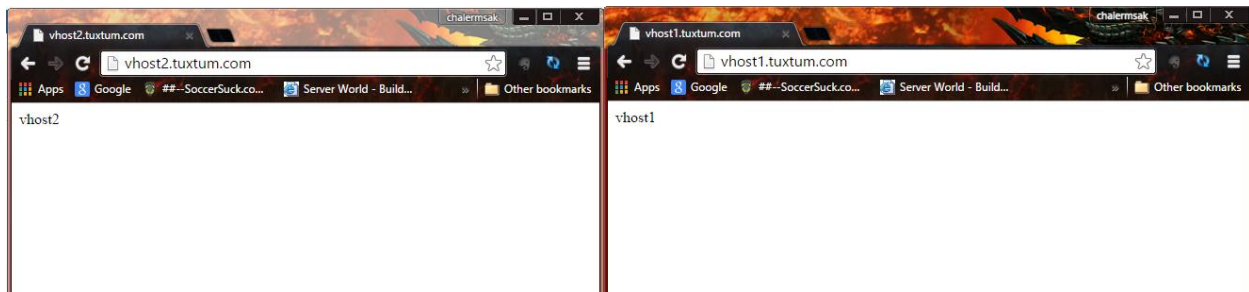 chalermsak
vhost2.tuxtum.com
vhost2.tuxtum.com
Apps Google ##--SoccerSuck.co... Server World - Build... » Other bookmarks
vhost2
chalermsak
vhost1.tuxtum.com
vhost1.tuxtum.com
Apps Google ##--SoccerSuck.co... Server World - Build... » Other bookmarks
vhost1